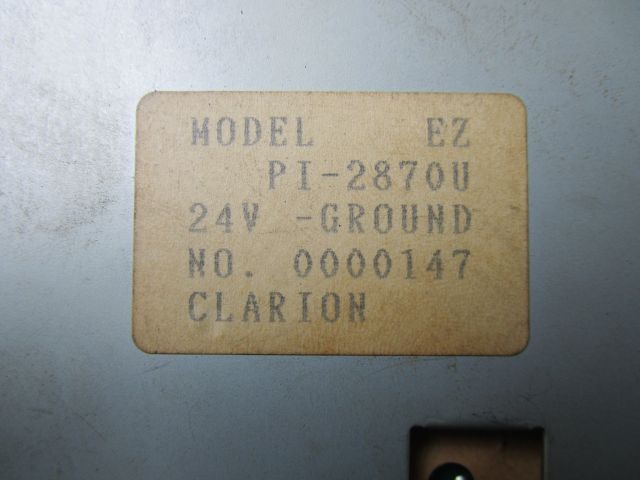 MODEL EZ
PI-2870U
24V -GROUND
NO. 0000147
CLARION